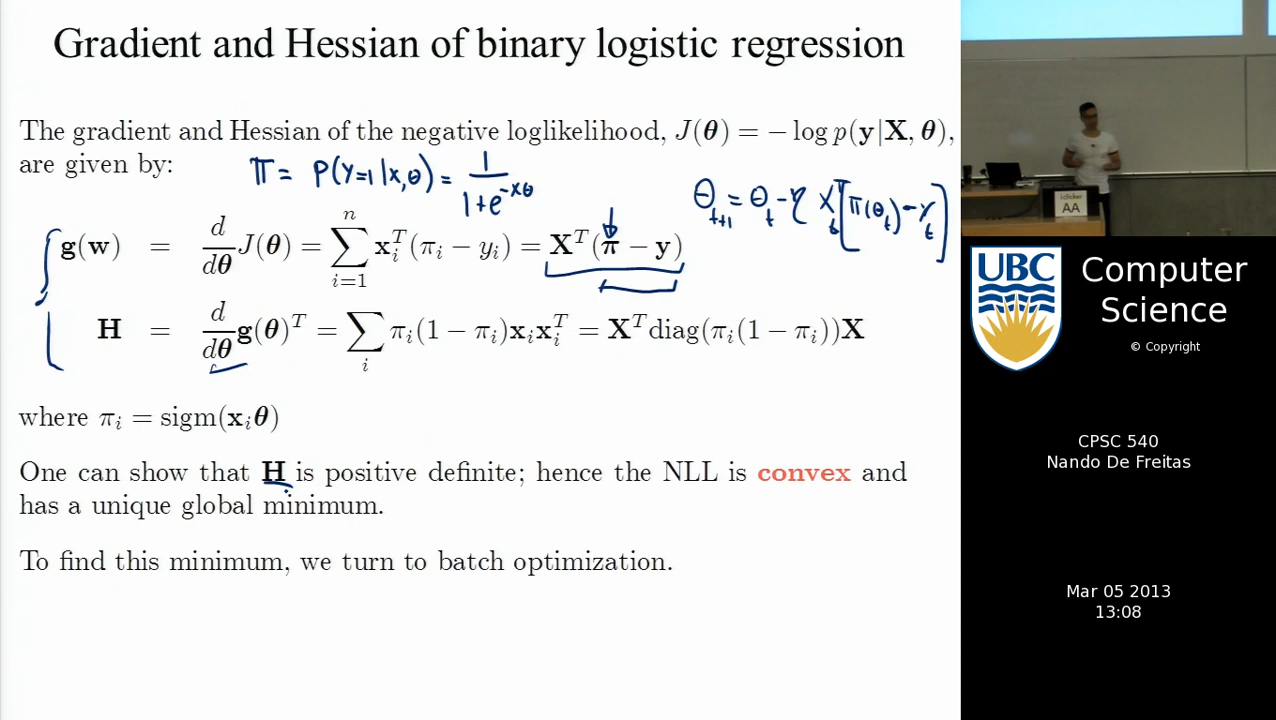 Gradient and Hessian of binary logistic regression
The gradient and Hessian of the negative loglikelihood, J(θ) = − log p(y|X, θ),
are given by:
π = P(Y=1|x,θ) = 1/(1+e^{-xθ})
θ_{t+1} = θ_t - η X_t^T [π(θ_t) - Y_t]
g(w) = d/dθ J(θ) = ∑_{i=1}^{n} x_i^T(π_i − y_i) = X^T(π − y)
H = d/dθ g(θ)^T = ∑_i π_i(1 − π_i)x_i x_i^T = X^T diag(π_i(1 − π_i))X
where π_i = sigm(x_iθ)
One can show that H is positive definite; hence the NLL is convex and
has a unique global minimum.
To find this minimum, we turn to batch optimization.
iclicker
AA
UBC
Computer
Science
© Copyright
CPSC 540
Nando De Freitas
Mar 05 2013
13:08